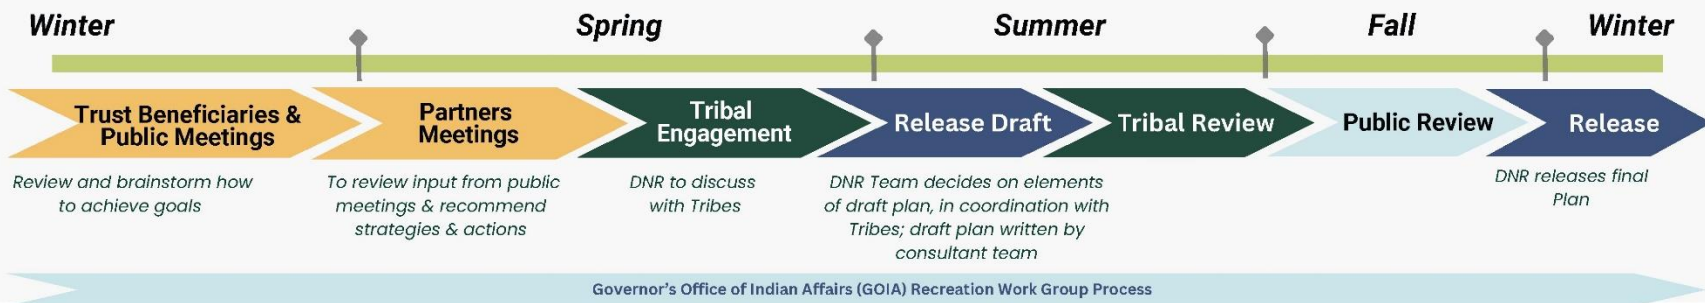 Winter Spring Summer Fall Winter
Trust Beneficiaries &
Public Meetings
Partners
Meetings
Tribal
Engagement
Release Draft
Tribal Review
Public Review
Release
Review and brainstorm how
to achieve goals
To review input from public
meetings & recommend
strategies & actions
DNR to discuss
with Tribes
DNR Team decides on elements
of draft plan, in coordination with
Tribes; draft plan written by
consultant team
DNR releases final
Plan
Governor's Office of Indian Affairs (GOIA) Recreation Work Group Process